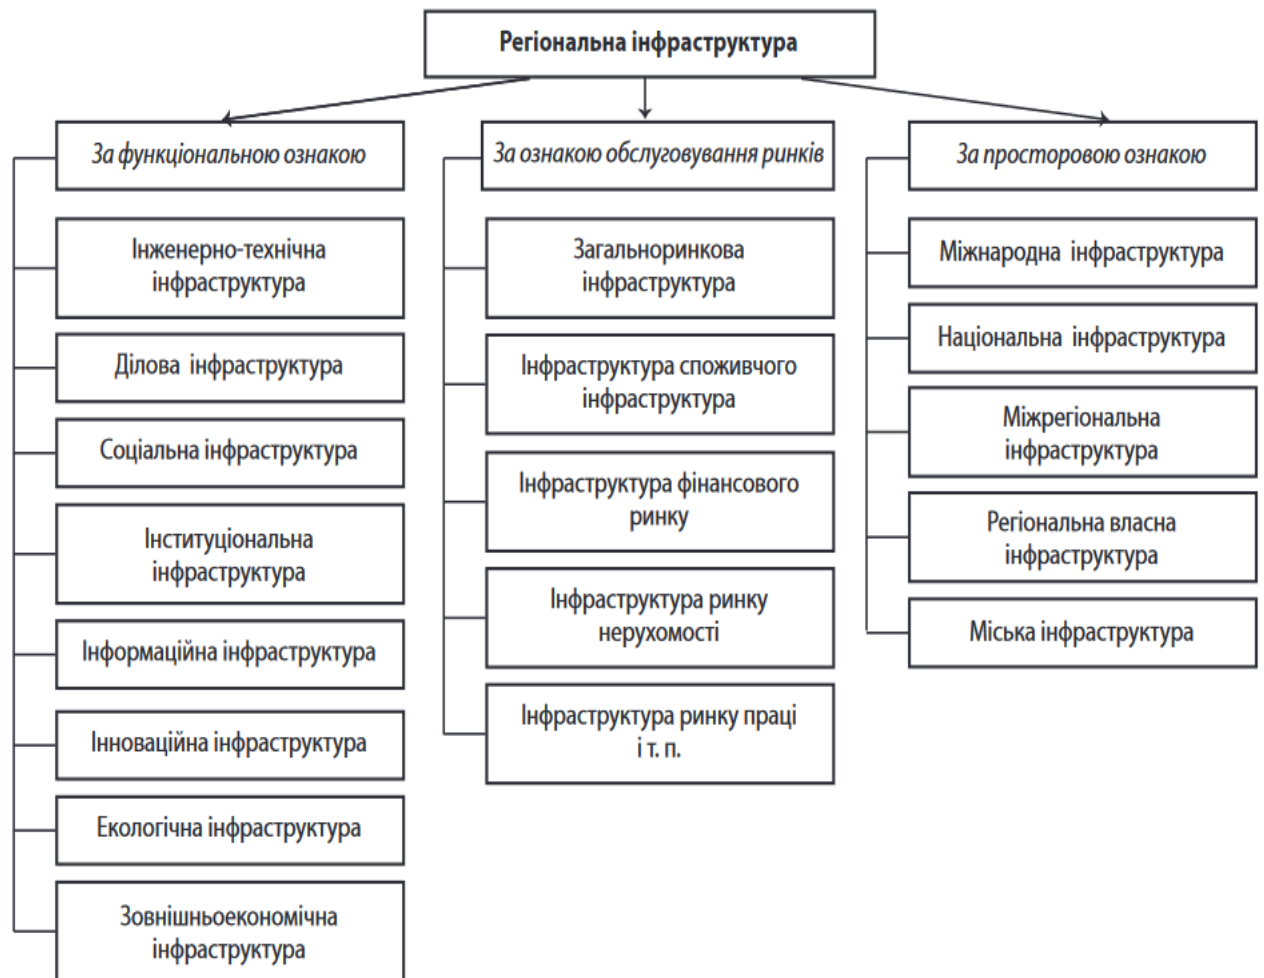 Регіональна інфраструктура
За функціональною ознакою
Інженерно-технічна
інфраструктура
Ділова інфраструктура
Соціальна інфраструктура
Інституціональна
інфраструктура
Інформаційна інфраструктура
Інноваційна інфраструктура
Екологічна інфраструктура
Зовнішньоекономічна
інфраструктура
За ознакою обслуговування ринків
Загальноринкова
інфраструктура
Інфраструктура споживчого
інфраструктура
Інфраструктура фінансового
ринку
Інфраструктура ринку
нерухомості
Інфраструктура ринку праці
і т. п.
За просторовою ознакою
Міжнародна інфраструктура
Національна інфраструктура
Міжрегіональна
інфраструктура
Регіональна власна
інфраструктура
Міська інфраструктура